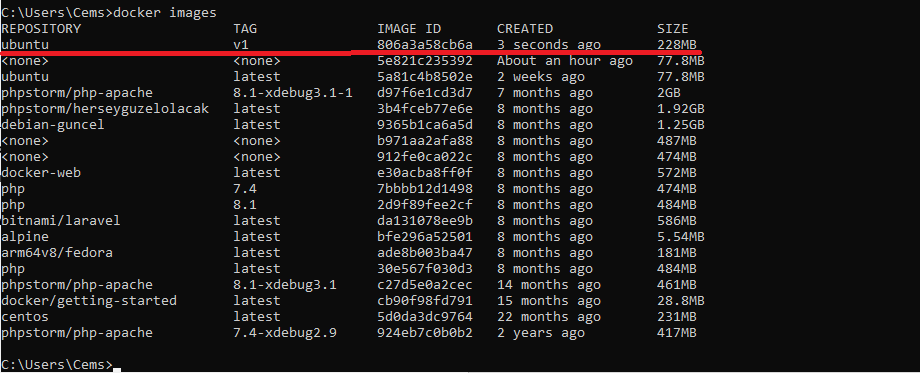 C:\Users\Cems>docker images
REPOSITORY TAG IMAGE ID CREATED SIZE
ubuntu v1 806a3a58cb6a 3 seconds ago 228MB
<none> <none> 5e821c235392 About an hour ago 77.8MB
ubuntu latest 5a81c4b8502e 2 weeks ago 77.8MB
phpstorm/php-apache 8.1-xdebug3.1-1 d97f6e1cd3d7 7 months ago 2GB
phpstorm/herseyguzelolacak latest 3b4fceb77e6e 8 months ago 1.92GB
debian-guncel latest 9365b1ca6a5d 8 months ago 1.25GB
<none> <none> b971aa2afa88 8 months ago 487MB
<none> <none> 912fe0ca022c 8 months ago 474MB
docker-web latest e30acba8ff0f 8 months ago 572MB
php 7.4 7bbbb12d1498 8 months ago 474MB
php 8.1 2d9f89fee2cf 8 months ago 484MB
bitnami/laravel latest da131078ee9b 8 months ago 586MB
alpine latest bfe296a52501 8 months ago 5.54MB
arm64v8/fedora latest ade8b003ba47 8 months ago 181MB
php latest 30e567f030d3 8 months ago 484MB
phpstorm/php-apache 8.1-xdebug3.1 c27d5e0a2cec 14 months ago 461MB
docker/getting-started latest cb90f98fd791 15 months ago 28.8MB
centos latest 5d0da3dc9764 22 months ago 231MB
phpstorm/php-apache 7.4-xdebug2.9 924eb7c0b0b2 2 years ago 417MB
C:\Users\Cems>